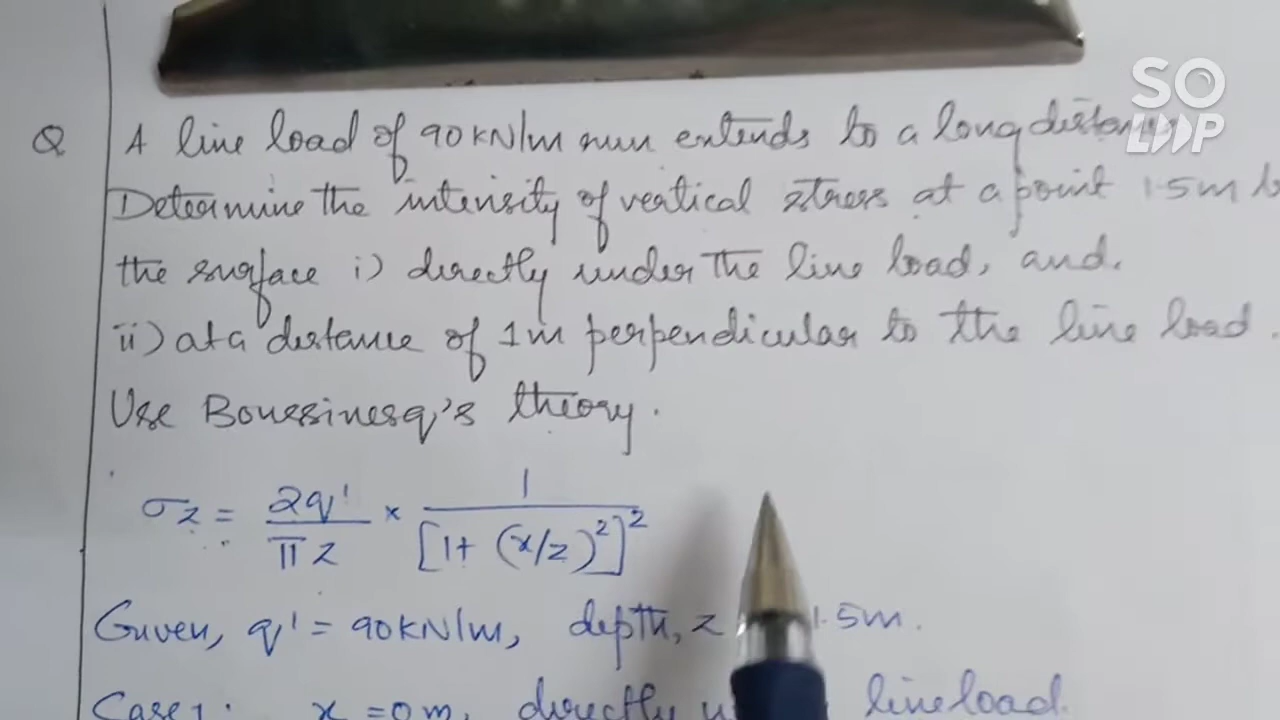 SO
LOOP
Q A line load of 90 KN/m run extends to a long distance
Determine the intensity of vertical stress at a point 1.5m
the surface i) directly under the line load, and.
ii) at a distance of 1m perpendicular to the line load.
Use Boussinesq's theory.
σz = 2q' / πz × 1 / [1+ (x/z)²]²
Given, q' = 90KN/m, depth, z 1.5m.
Case 1: x = 0m, directly line load.